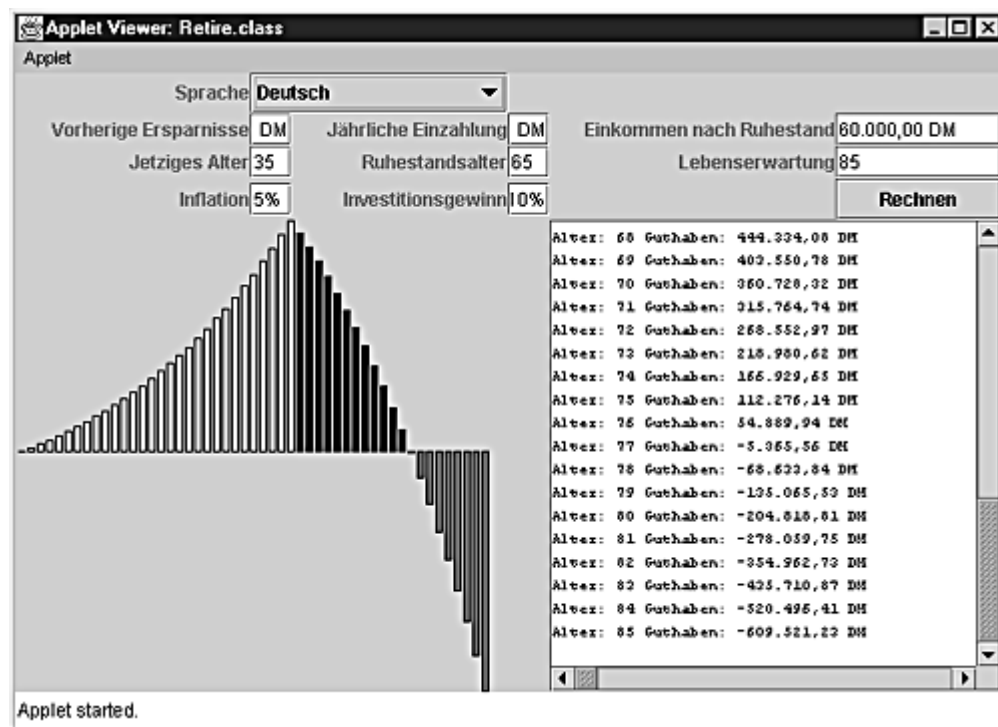 Applet Viewer: Retire.class
Applet
Sprache Deutsch
Vorherige Ersparnisse DM Jährliche Einzahlung DM Einkommen nach Ruhestand 60.000,00 DM
Jetziges Alter 35 Ruhestandsalter 65 Lebenserwartung 85
Inflation 5% Investitionsgewinn 10% Rechnen
Alter: 68 Guthaben: 444.334,08 DM
Alter: 69 Guthaben: 403.550,78 DM
Alter: 70 Guthaben: 360.728,32 DM
Alter: 71 Guthaben: 315.764,74 DM
Alter: 72 Guthaben: 268.552,97 DM
Alter: 73 Guthaben: 218.980,62 DM
Alter: 74 Guthaben: 166.929,65 DM
Alter: 75 Guthaben: 112.276,14 DM
Alter: 76 Guthaben: 54.889,94 DM
Alter: 77 Guthaben: -5.365,56 DM
Alter: 78 Guthaben: -68.633,84 DM
Alter: 79 Guthaben: -135.065,53 DM
Alter: 80 Guthaben: -204.818,81 DM
Alter: 81 Guthaben: -278.059,75 DM
Alter: 82 Guthaben: -354.962,73 DM
Alter: 83 Guthaben: -435.710,87 DM
Alter: 84 Guthaben: -520.496,41 DM
Alter: 85 Guthaben: -609.521,23 DM
Applet started.